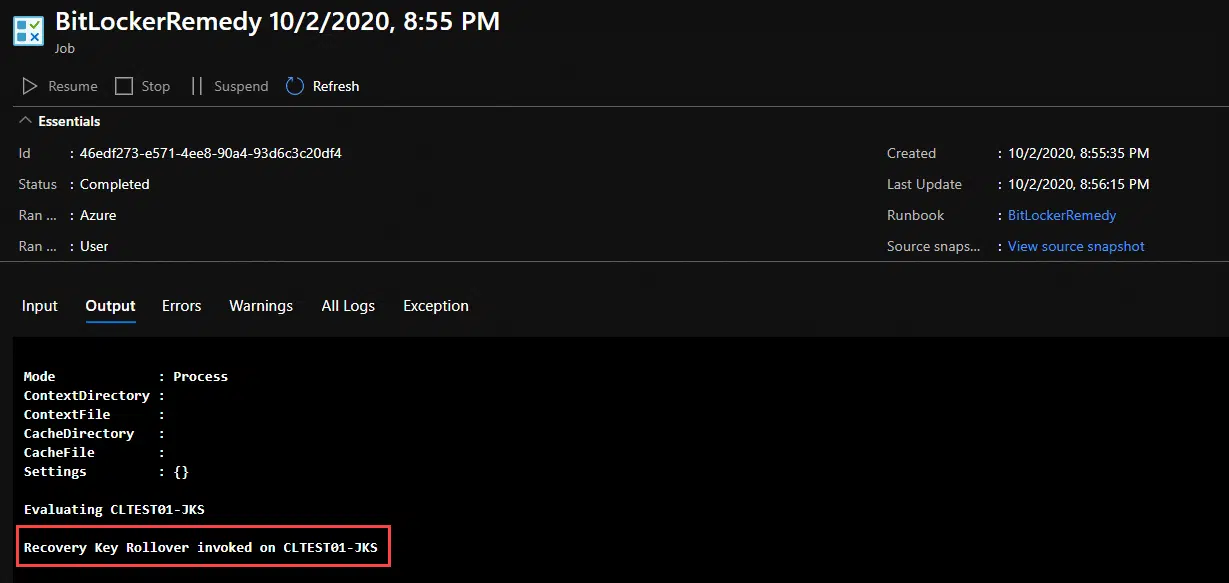 BitLockerRemedy 10/2/2020, 8:55 PM
Job
Resume Stop Suspend Refresh
Essentials
Id : 46edf273-e571-4ee8-90a4-93d6c3c20df4 Created : 10/2/2020, 8:55:35 PM
Status : Completed Last Update : 10/2/2020, 8:56:15 PM
Ran ... : Azure Runbook : BitLockerRemedy
Ran ... : User Source snaps... : View source snapshot
Input Output Errors Warnings All Logs Exception
Mode : Process
ContextDirectory :
ContextFile :
CacheDirectory :
CacheFile :
Settings : {}
Evaluating CLTEST01-JKS
Recovery Key Rollover invoked on CLTEST01-JKS